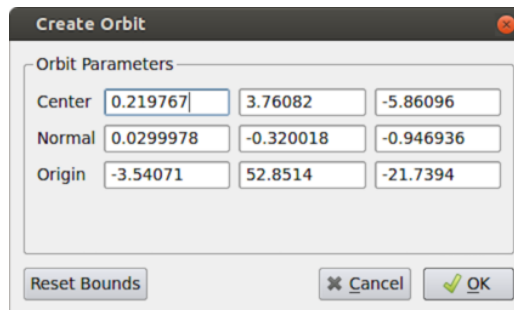 Create Orbit
Orbit Parameters
Center 0.219767 3.76082 -5.86096
Normal 0.0299978 -0.320018 -0.946936
Origin -3.54071 52.8514 -21.7394
Reset Bounds Cancel OK